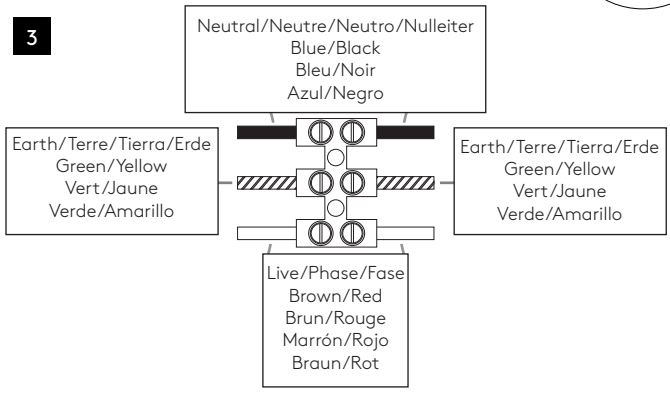 3
Neutral/Neutre/Neutro/Nulleiter
Blue/Black
Bleu/Noir
Azul/Negro
Earth/Terre/Tierra/Erde
Green/Yellow
Vert/Jaune
Verde/Amarillo
Earth/Terre/Tierra/Erde
Green/Yellow
Vert/Jaune
Verde/Amarillo
Live/Phase/Fase
Brown/Red
Brun/Rouge
Marrón/Rojo
Braun/Rot